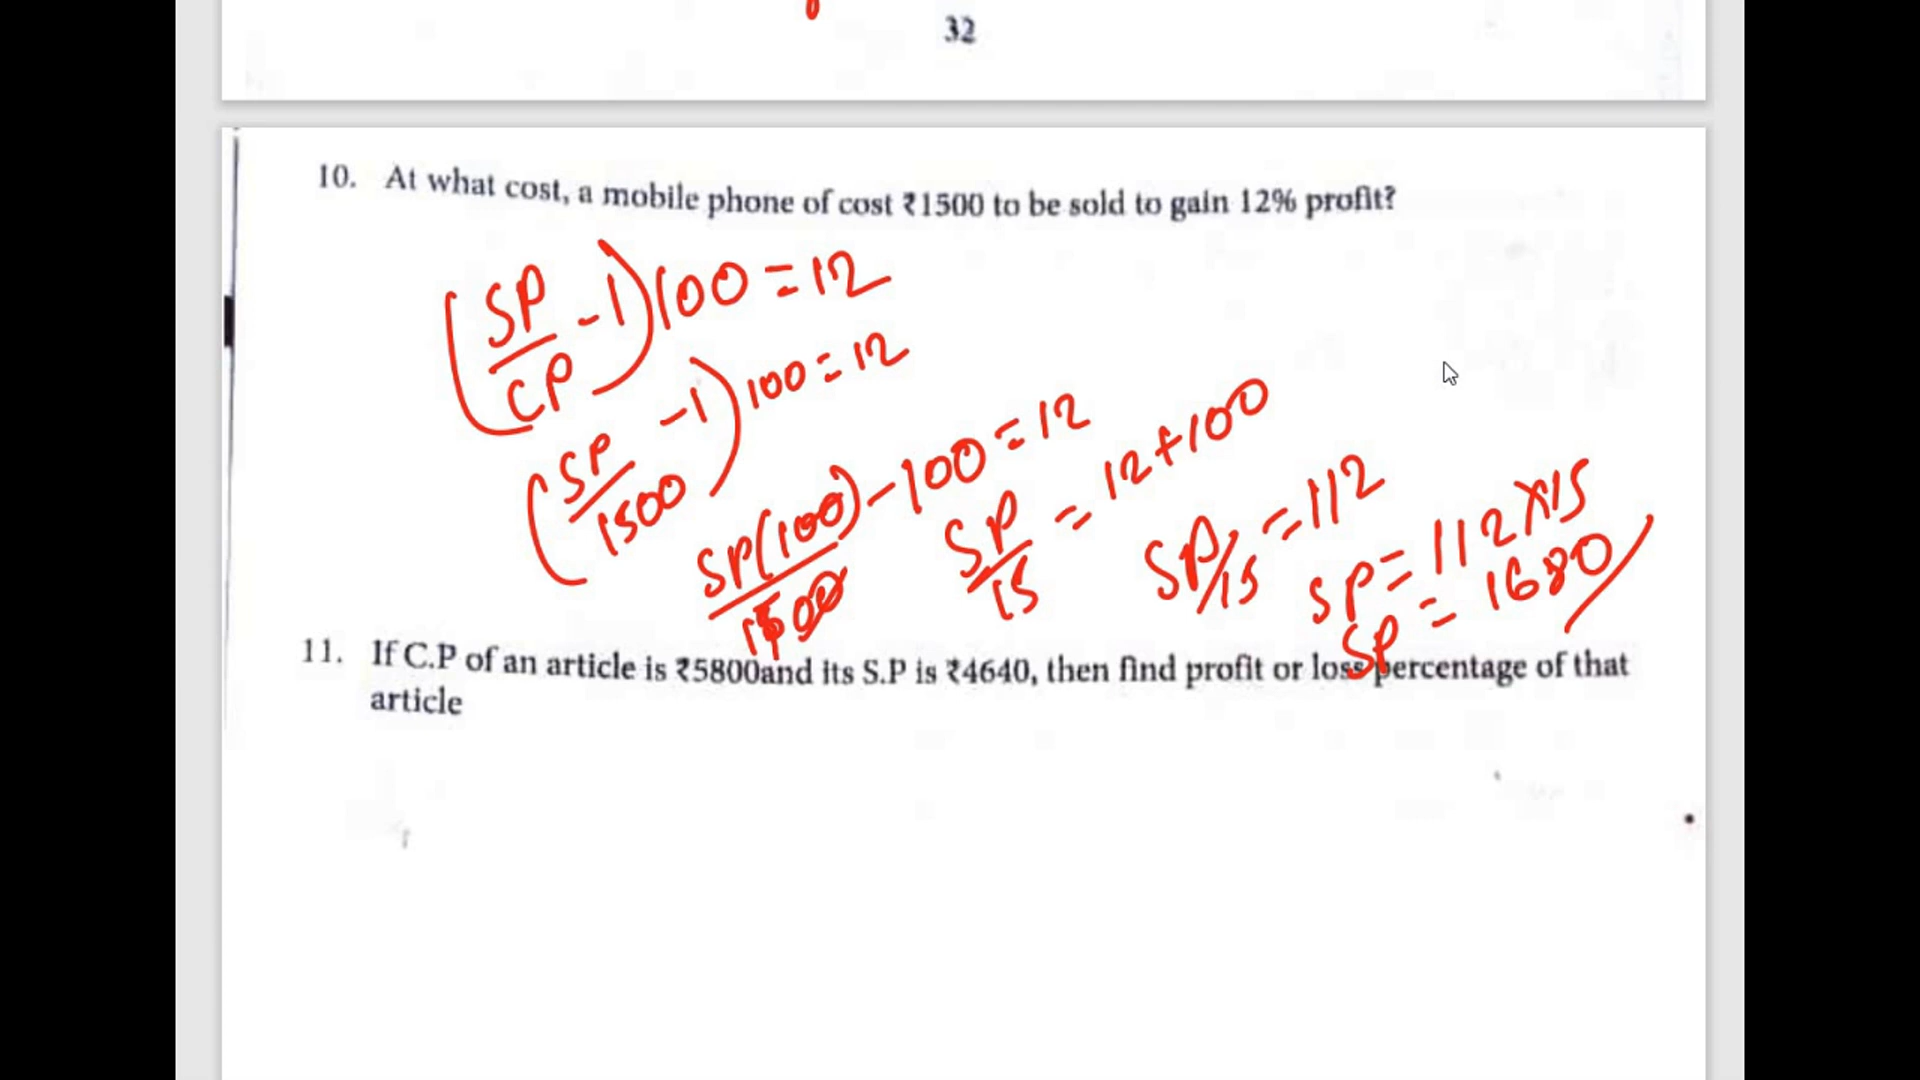 32
10. At what cost, a mobile phone of cost ₹1500 to be sold to gain 12% profit?
(SP/CP -1)100 = 12
(SP/1500 -1)100 = 12
SP(100)/1500 - 100 = 12
SP/15 = 12+100
SP/15 = 112
SP = 112×15
SP = 1680
11. If C.P of an article is ₹5800and its S.P is ₹4640, then find profit or loss percentage of that
article